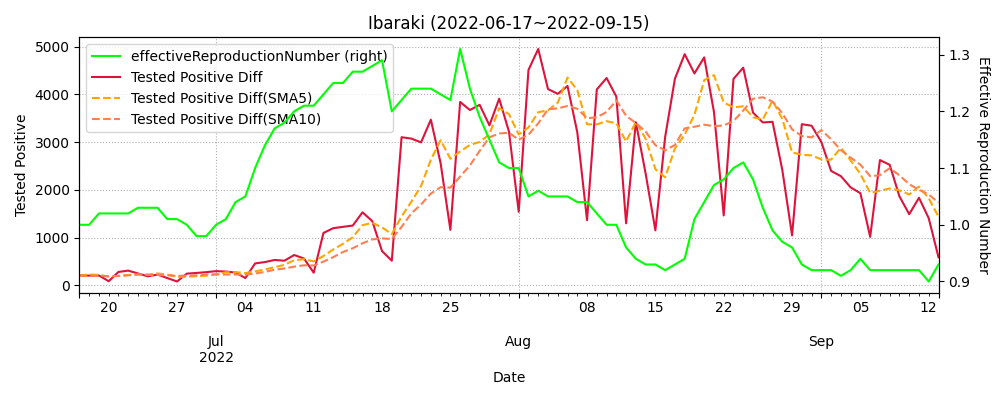 Ibaraki (2022-06-17~2022-09-15)
effectiveReproductionNumber (right)
Tested Positive Diff
Tested Positive Diff(SMA5)
Tested Positive Diff(SMA10)
Tested Positive
5000
4000
3000
2000
1000
0
Effective Reproduction Number
1.3
1.2
1.1
1.0
0.9
20 27 04 11 18 25 08 15 22 29 05 12
Jul Aug Sep
2022
Date